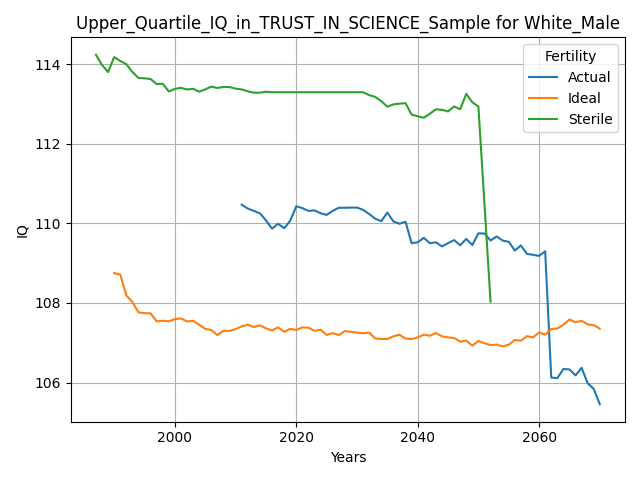 Upper_Quartile_IQ_in_TRUST_IN_SCIENCE_Sample for White_Male
Fertility
Actual
Ideal
Sterile
114
112
110
108
106
IQ
2000
2020
2040
2060
Years